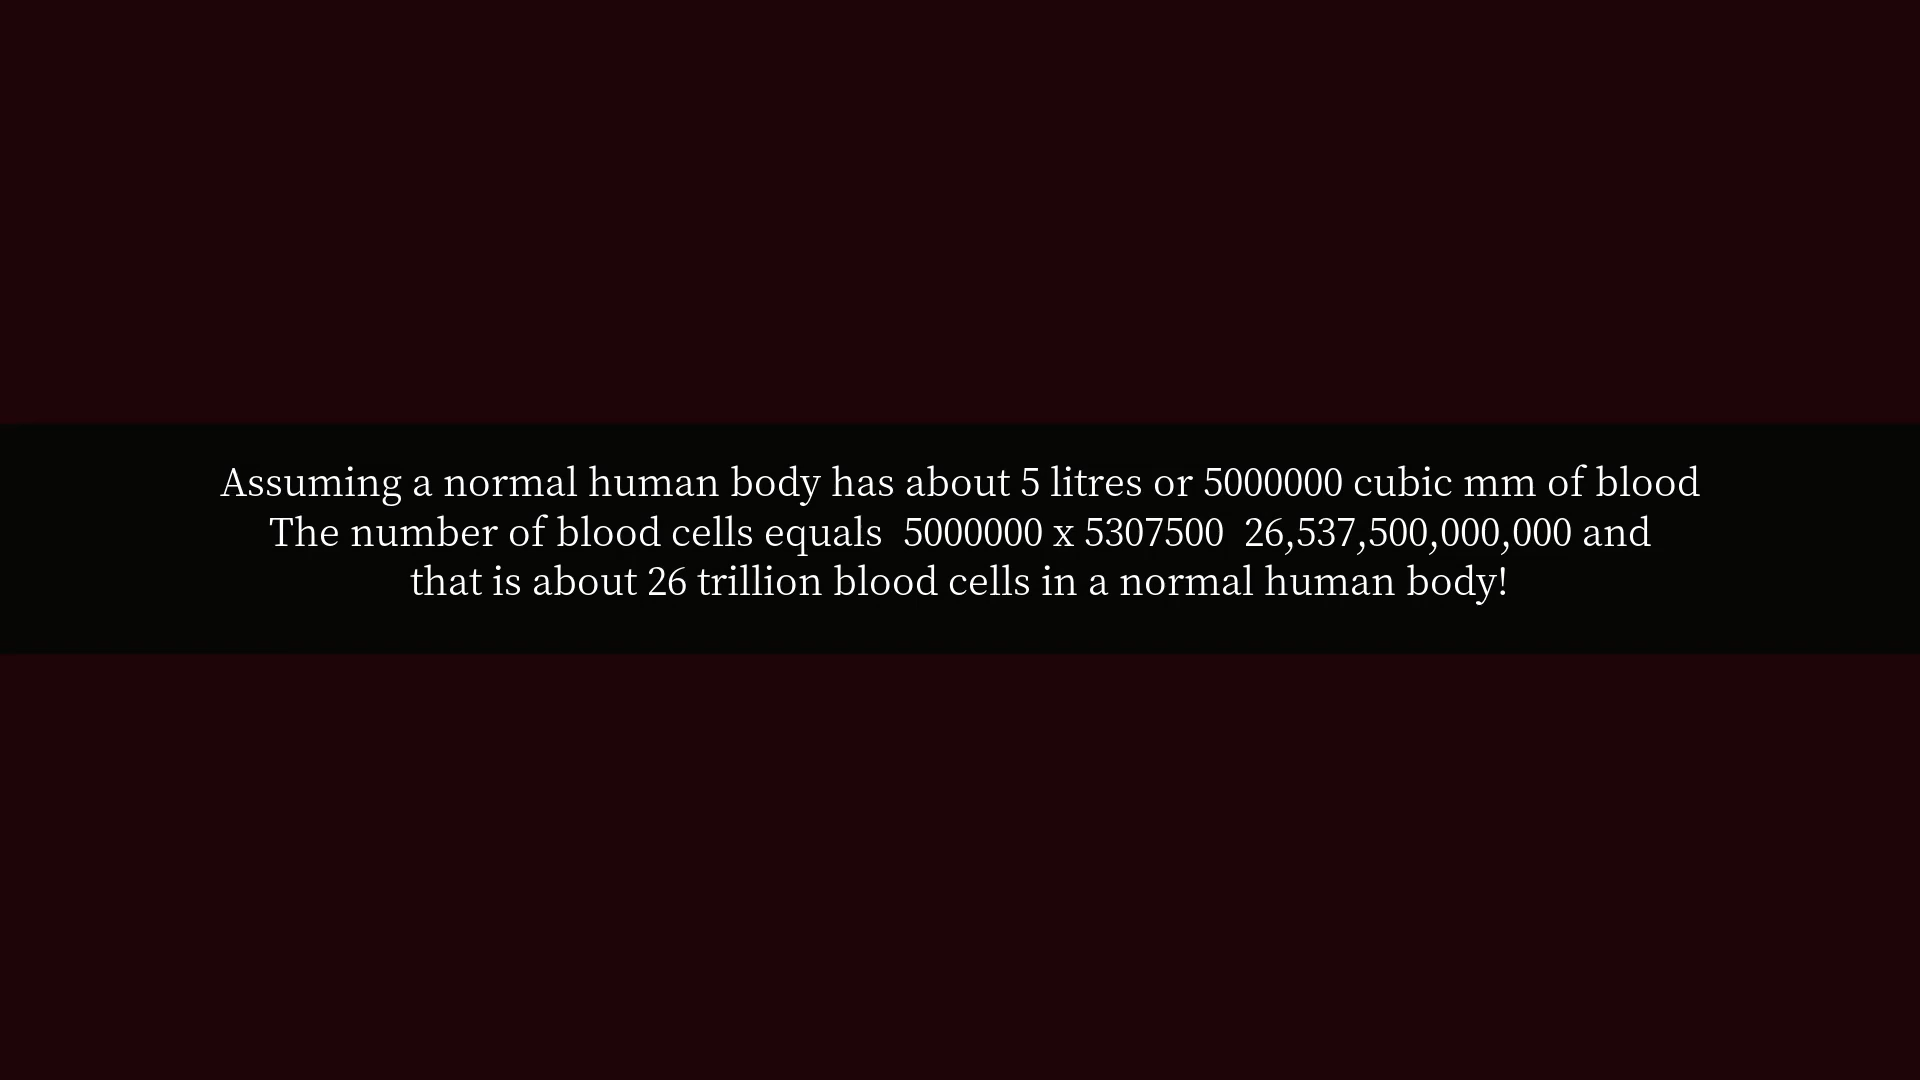 Assuming a normal human body has about 5 litres or 5000000 cubic mm of blood
The number of blood cells equals  5000000 x 5307500  26,537,500,000,000 and
that is about 26 trillion blood cells in a normal human body!